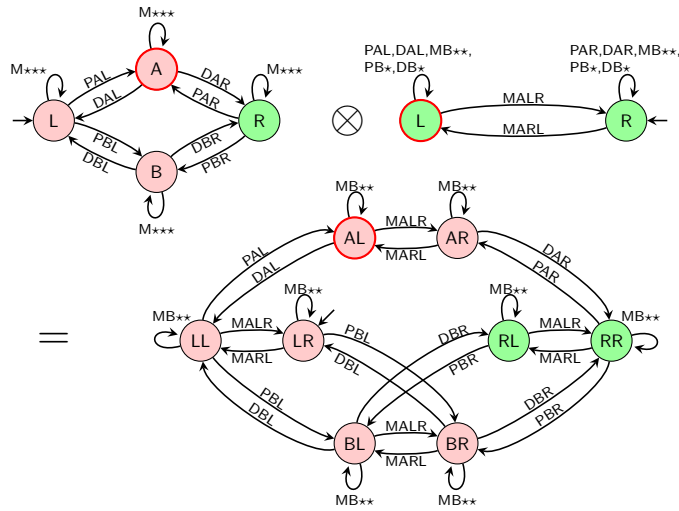 M⋆⋆⋆
A
M⋆⋆⋆
PAL
DAL
DAR
PAR
M⋆⋆⋆
L
R
PBL
DBL
DBR
PBR
B
M⋆⋆⋆
⊗
PAL,DAL,MB⋆⋆,
PB⋆,DB⋆
PAR,DAR,MB⋆⋆,
PB⋆,DB⋆
L
MALR
MARL
R
=
MB⋆⋆
MB⋆⋆
AL
MALR
MARL
AR
PAL
DAL
DAR
PAR
MB⋆⋆
MB⋆⋆
MB⋆⋆
MB⋆⋆
LL
MALR
MARL
LR
PBL
DBL
DBR
PBR
RL
MALR
MARL
RR
PBL
DBL
DBR
PBR
BL
MALR
MARL
BR
MB⋆⋆
MB⋆⋆